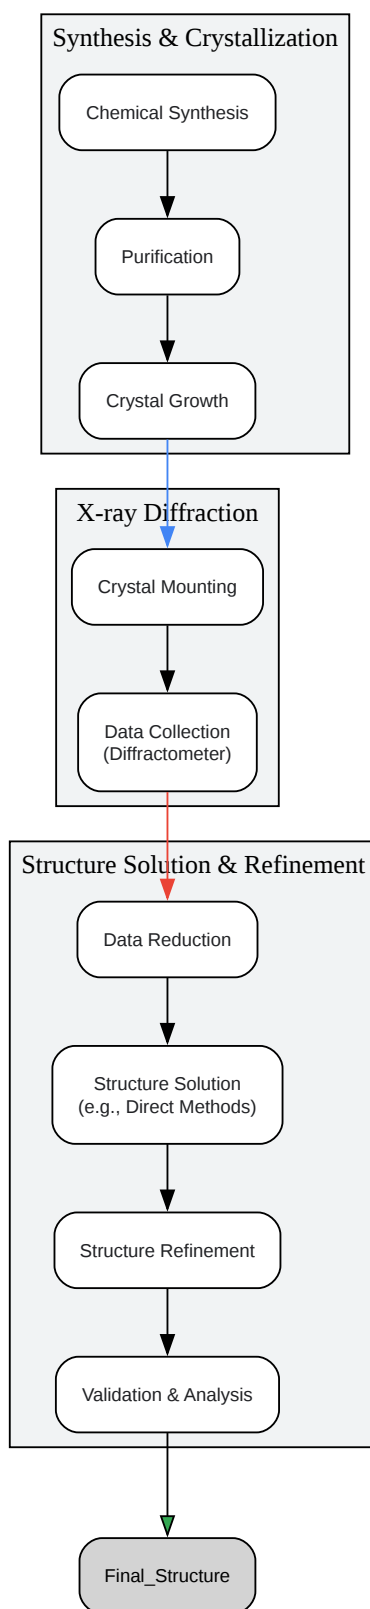 Synthesis & Crystallization
Chemical Synthesis
Purification
Crystal Growth
X-ray Diffraction
Crystal Mounting
Data Collection
(Diffractometer)
Structure Solution & Refinement
Data Reduction
Structure Solution
(e.g., Direct Methods)
Structure Refinement
Validation & Analysis
Final_Structure